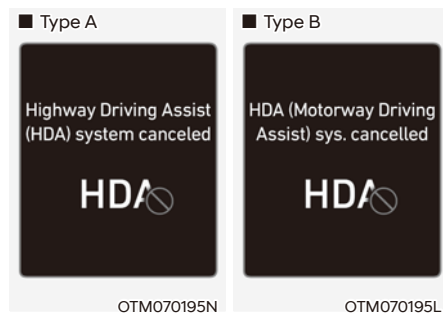 ■ Type A
Highway Driving Assist
(HDA) system canceled
HDA
OTM070195N
■ Type B
HDA (Motorway Driving
Assist) sys. cancelled
HDA
OTM070195L